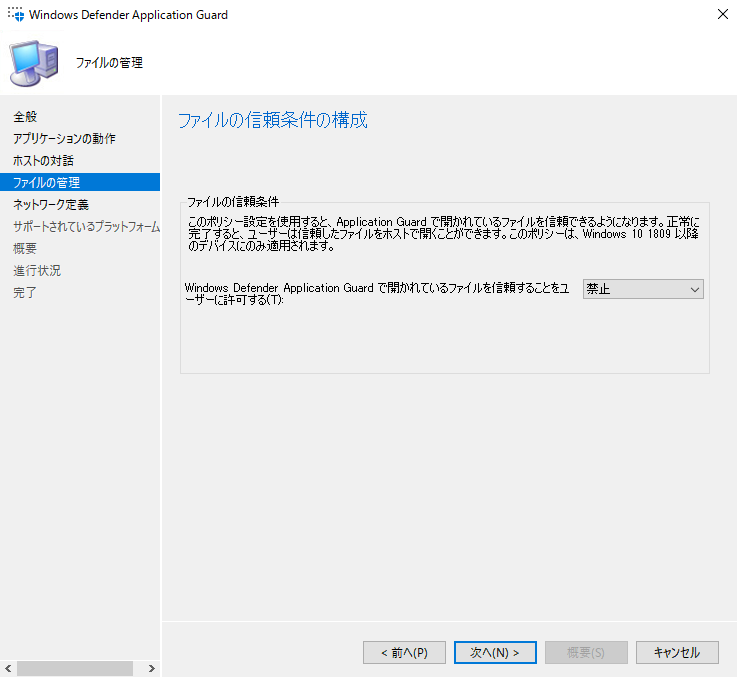 Windows Defender Application Guard
ファイルの管理
全般
アプリケーションの動作
ホストの対話
ファイルの管理
ネットワーク定義
サポートされているプラットフォーム
概要
進行状況
完了
ファイルの信頼条件の構成
ファイルの信頼条件
このポリシー設定を使用すると、Application Guard で開かれているファイルを信頼できるようになります。正常に
完了すると、ユーザーは信頼したファイルをホストで開くことができます。このポリシーは、Windows 10 1809 以降
のデバイスにのみ適用されます。
Windows Defender Application Guard で開かれているファイルを信頼することをユ
ーザーに許可する(T):
禁止
< 前へ(P)
次へ(N) >
概要(S)
キャンセル